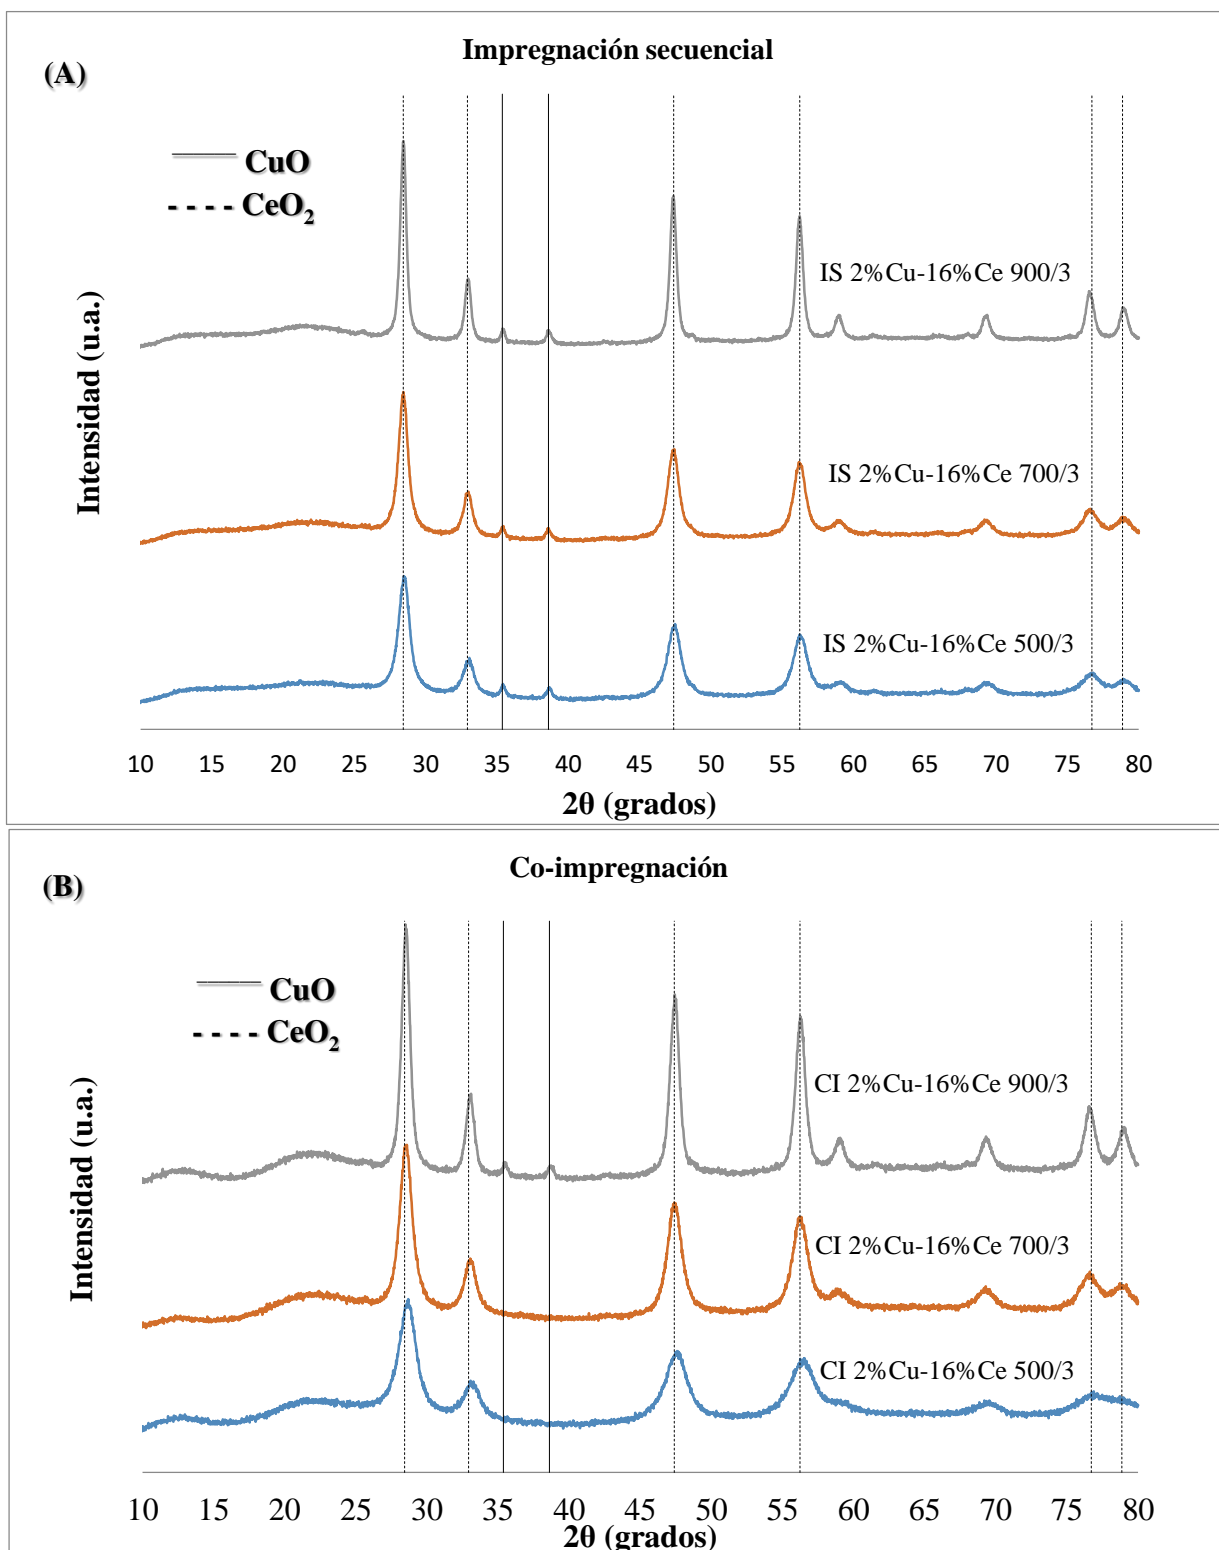 Impregnación secuencial
(A)
CuO
CeO2
IS 2%Cu-16%Ce 900/3
IS 2%Cu-16%Ce 700/3
IS 2%Cu-16%Ce 500/3
Intensidad (u.a.)
10 15 20 25 30 35 40 45 50 55 60 65 70 75 80
2θ (grados)
Co-impregnación
(B)
CuO
CeO2
CI 2%Cu-16%Ce 900/3
CI 2%Cu-16%Ce 700/3
CI 2%Cu-16%Ce 500/3
Intensidad (u.a.)
10 15 20 25 30 35 40 45 50 55 60 65 70 75 80
2θ (grados)